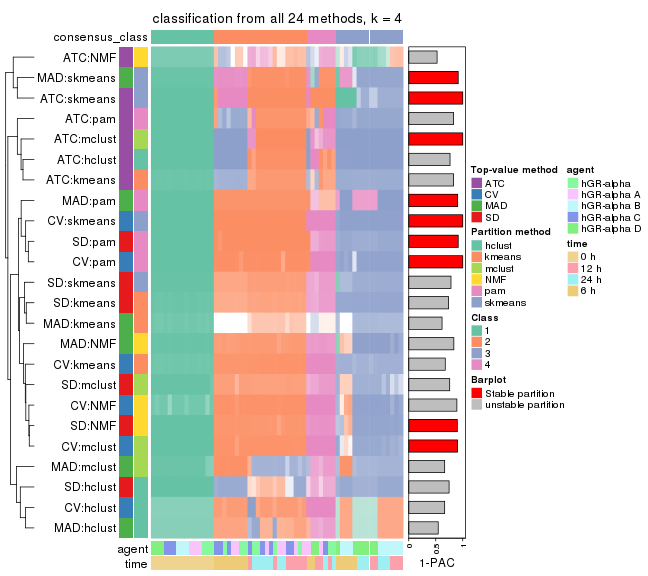 classification from all 24 methods, k = 4
consensus_class
ATC:NMF
MAD:skmeans
ATC:skmeans
ATC:pam
ATC:mclust
ATC:hclust
ATC:kmeans
MAD:pam
CV:skmeans
SD:pam
CV:pam
SD:skmeans
SD:kmeans
MAD:kmeans
MAD:NMF
CV:kmeans
SD:mclust
CV:NMF
SD:NMF
CV:mclust
MAD:mclust
SD:hclust
CV:hclust
MAD:hclust
agent
time
0 0.5 1
1-PAC
Top-value method
ATC
CV
MAD
SD
Partition method
hclust
kmeans
mclust
NMF
pam
skmeans
Class
1
2
3
4
Barplot
Stable partition
unstable partition
agent
hGR-alpha
hGR-alpha A
hGR-alpha B
hGR-alpha C
hGR-alpha D
time
0 h
12 h
24 h
6 h